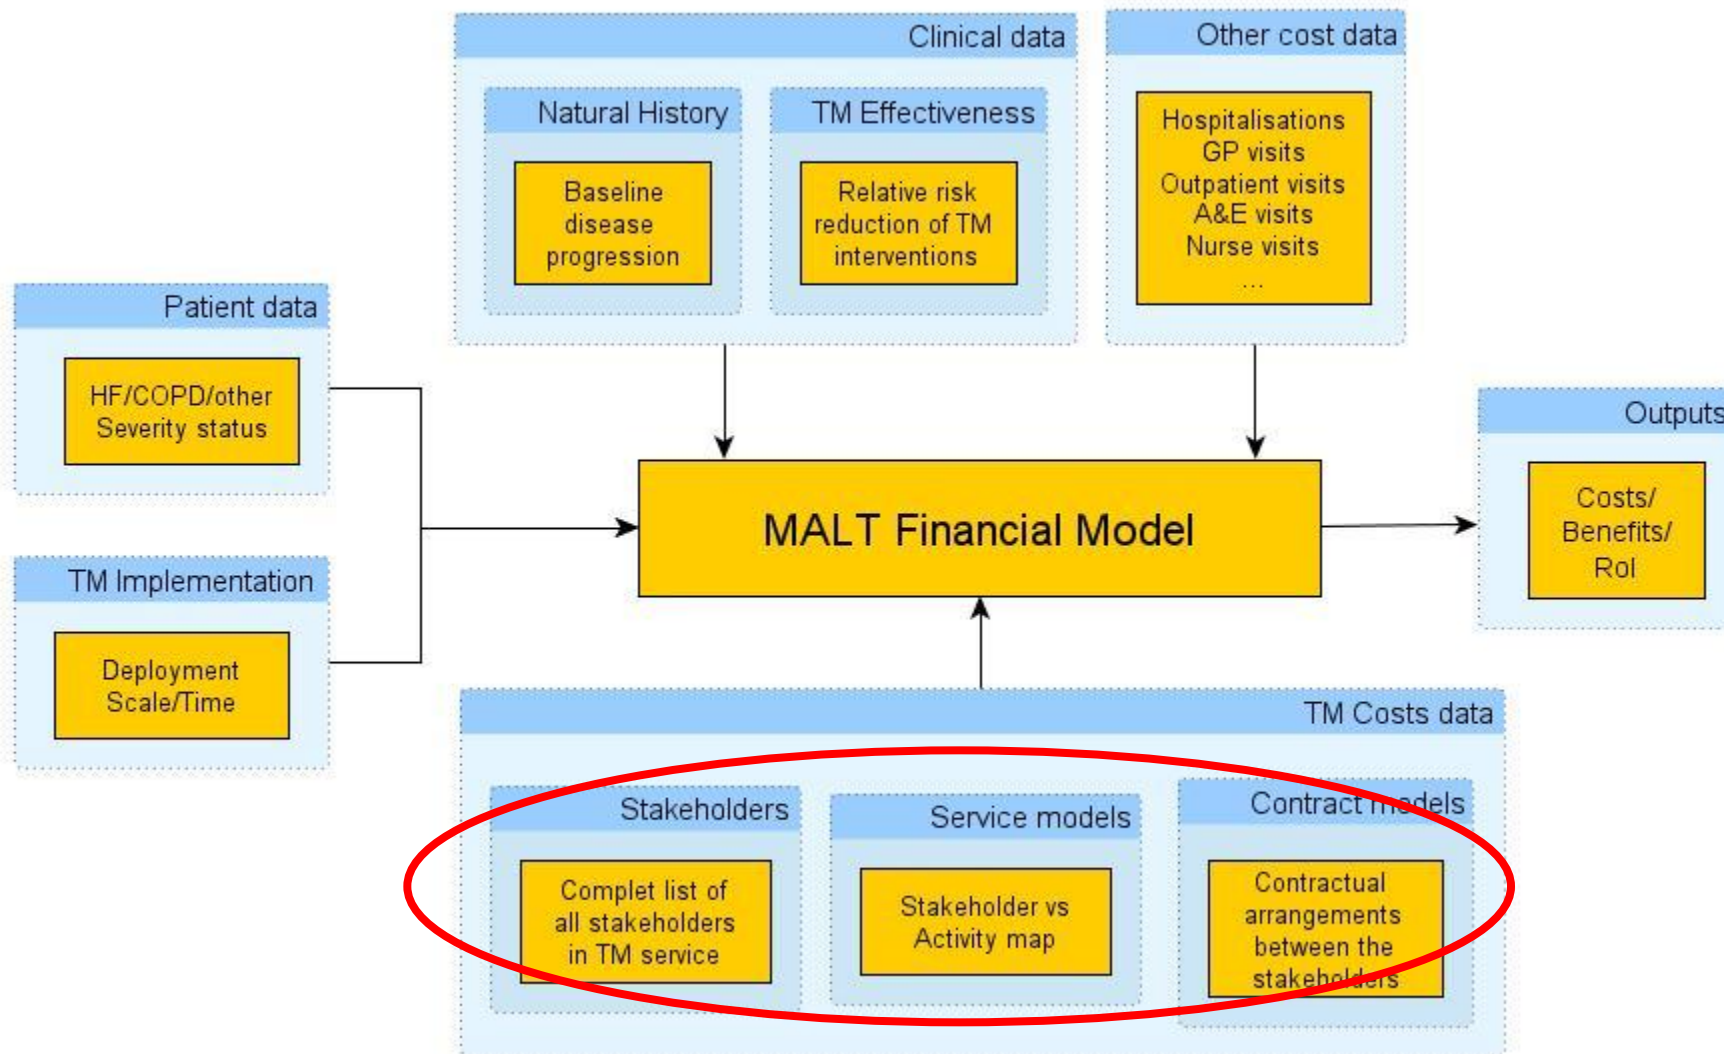 Clinical data
Natural History
Baseline
disease
progression
TM Effectiveness
Relative risk
reduction of TM
interventions
Other cost data
Hospitalisations
GP visits
Outpatient visits
A&E visits
Nurse visits
...
Patient data
HF/COPD/other
Severity status
TM Implementation
Deployment
Scale/Time
MALT Financial Model
Outputs
Costs/
Benefits/
RoI
TM Costs data
Stakeholders
Complet list of
all stakeholders
in TM service
Service models
Stakeholder vs
Activity map
Contract models
Contractual
arrangements
between the
stakeholders